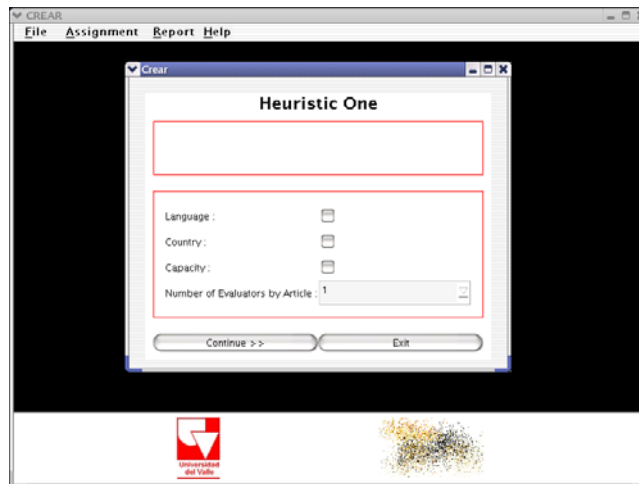 CREAR
File Assignment Report Help
Crear
Heuristic One
Language :
Country :
Capacity :
Number of Evaluators by Article : 1
Continue >> Exit
Universidad
del Valle